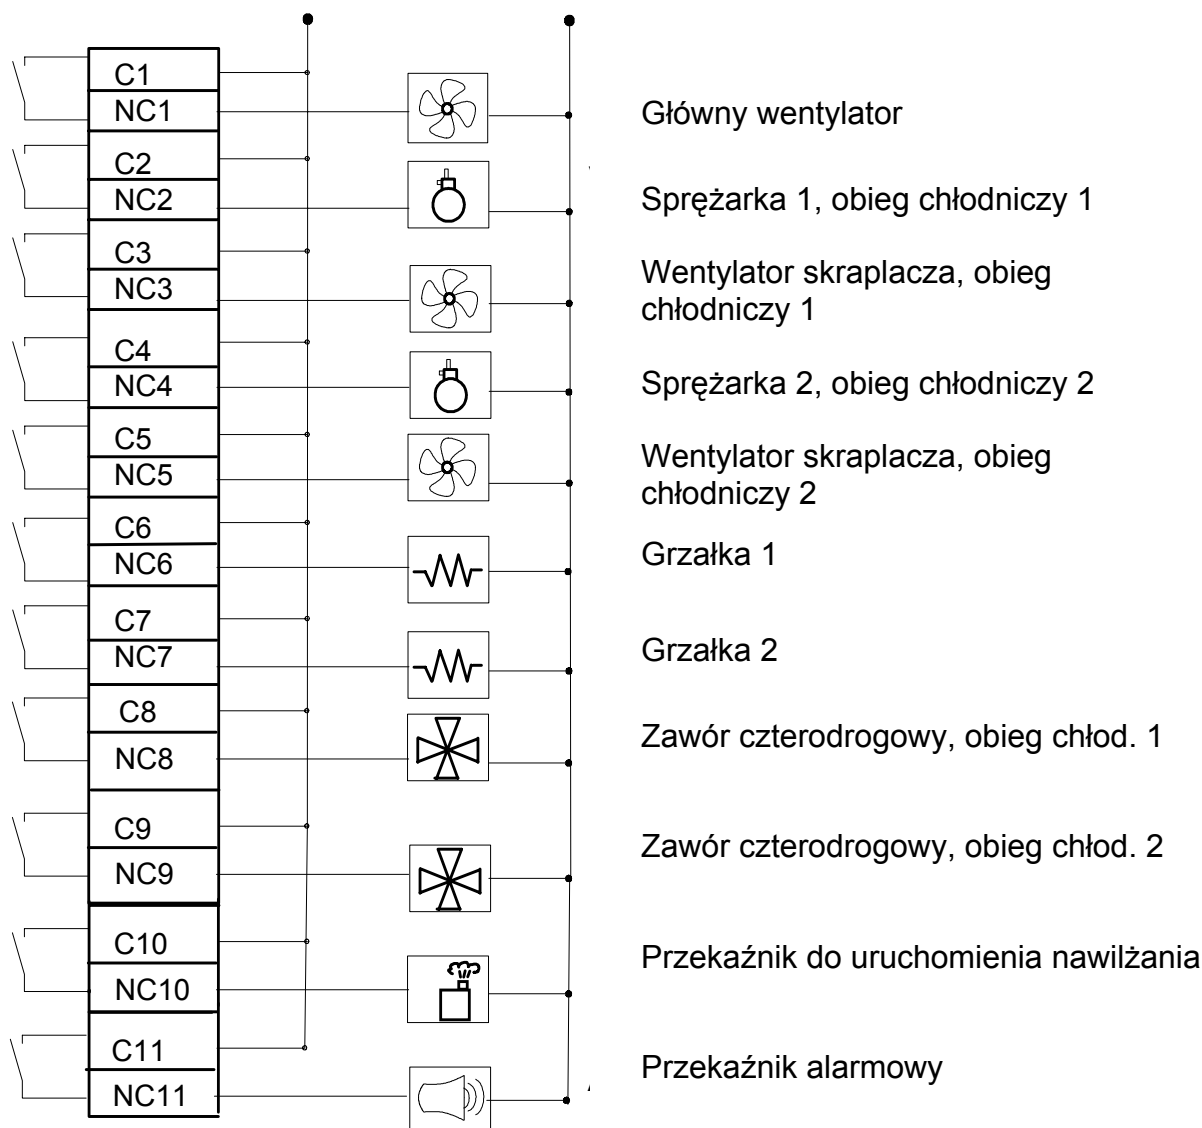 C1
NC1
Główny wentylator
C2
NC2
Sprężarka 1, obieg chłodniczy 1
C3
NC3
Wentylator skraplacza, obieg
chłodniczy 1
C4
NC4
Sprężarka 2, obieg chłodniczy 2
C5
NC5
Wentylator skraplacza, obieg
chłodniczy 2
C6
NC6
Grzałka 1
C7
NC7
Grzałka 2
C8
NC8
Zawór czterodrogowy, obieg chłod. 1
C9
NC9
Zawór czterodrogowy, obieg chłod. 2
C10
NC10
Przekaźnik do uruchomienia nawilżania
C11
NC11
Przekaźnik alarmowy